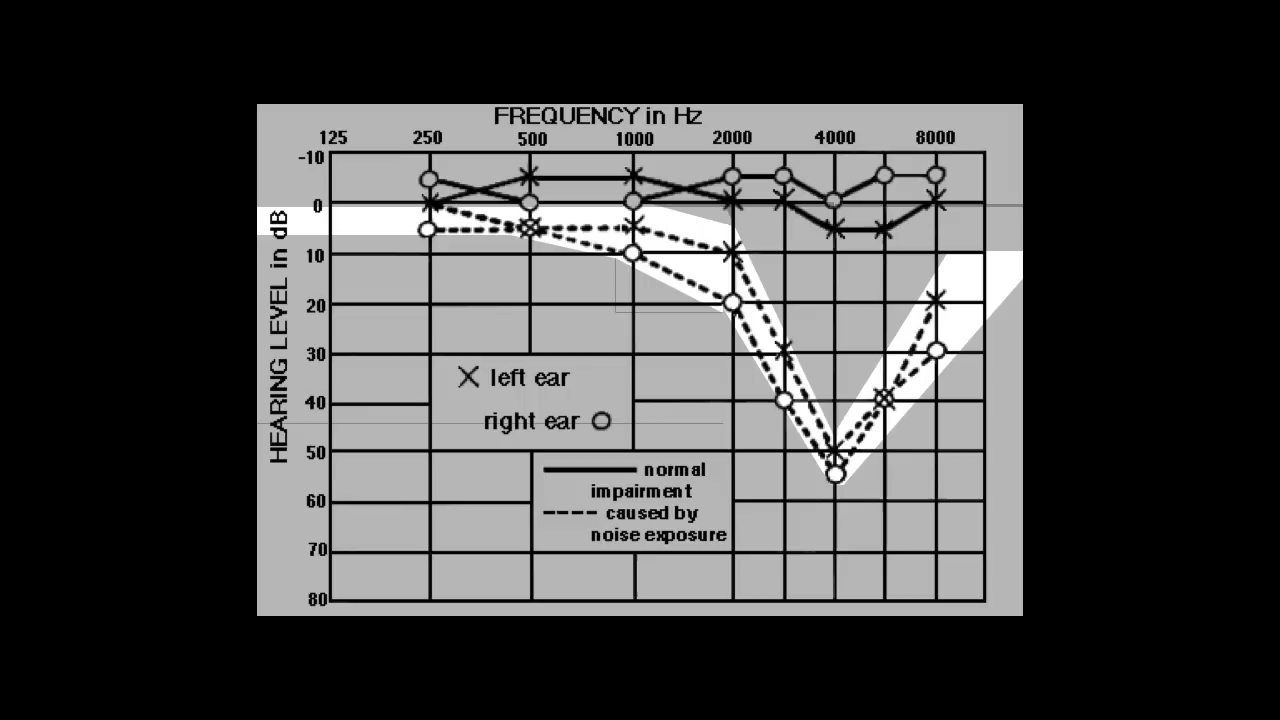 FREQUENCY in Hz
125 250 500 1000 2000 4000 8000
-10
0
10
20
30
40
50
60
70
80
HEARING LEVEL in dB
left ear
right ear
normal
impairment
caused by
noise exposure